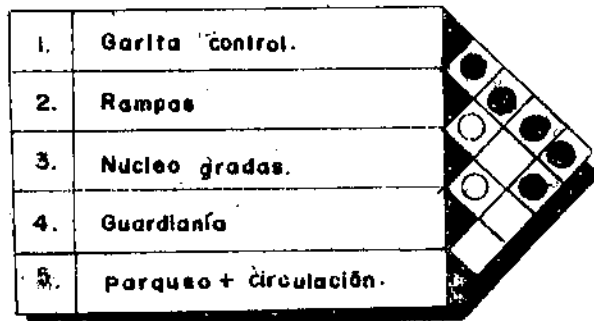 1. Garita control.
2. Rampas
3. Nucleo gradas.
4. Guardianía
5. parqueo + circulación.